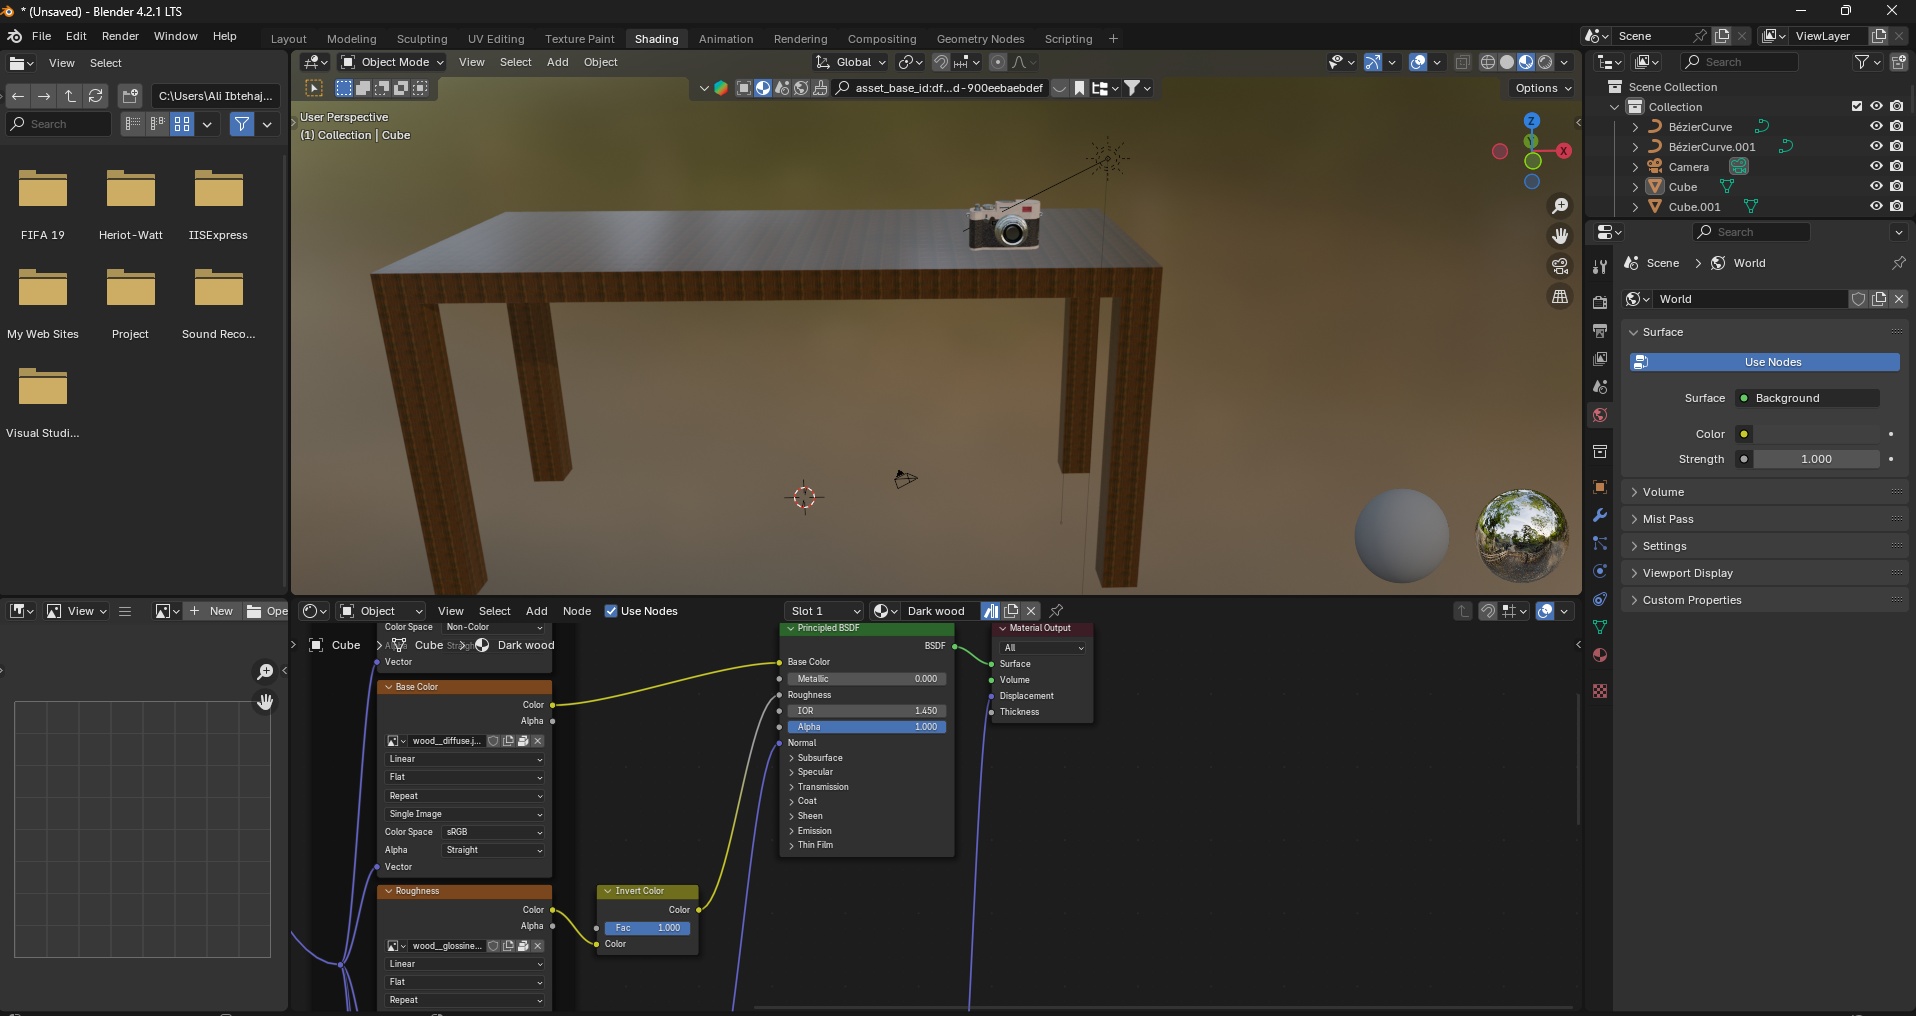 * (Unsaved) - Blender 4.2.1 LTS
File Edit Render Window Help
Layout Modeling Sculpting UV Editing Texture Paint Shading Animation Rendering Compositing Geometry Nodes Scripting +
Scene
ViewLayer
View Select
Object Mode View Select Add Object
Global
Search
C:\Users\Ali Ibtehaj...
asset_base_id:df...d-900eebaebdef
Options
Search
User Perspective
(1) Collection | Cube
Z
X
Scene Collection
Collection
BézierCurve
BézierCurve.001
Camera
Cube
Cube.001
FIFA 19
Heriot-Watt
IISExpress
My Web Sites
Project
Sound Reco...
Visual Studi...
Search
Scene > World
World
Surface
Use Nodes
Surface Background
Color
Strength 1.000
Volume
Mist Pass
Settings
Viewport Display
Custom Properties
View
+ New
Ope
Object View Select Add Node Use Nodes
Slot 1
Dark wood
Color Space Non-Color
Cube > Cube > Dark wood
Vector
Base Color
Color
Alpha
wood__diffuse.j...
Linear
Flat
Repeat
Single Image
Color Space sRGB
Alpha Straight
Vector
Roughness
Color
Alpha
wood__glossine...
Linear
Flat
Repeat
Invert Color
Color
Fac 1.000
Color
Principled BSDF
BSDF
Base Color
Metallic 0.000
Roughness
IOR 1.450
Alpha 1.000
Normal
Subsurface
Specular
Transmission
Coat
Sheen
Emission
Thin Film
Material Output
All
Surface
Volume
Displacement
Thickness